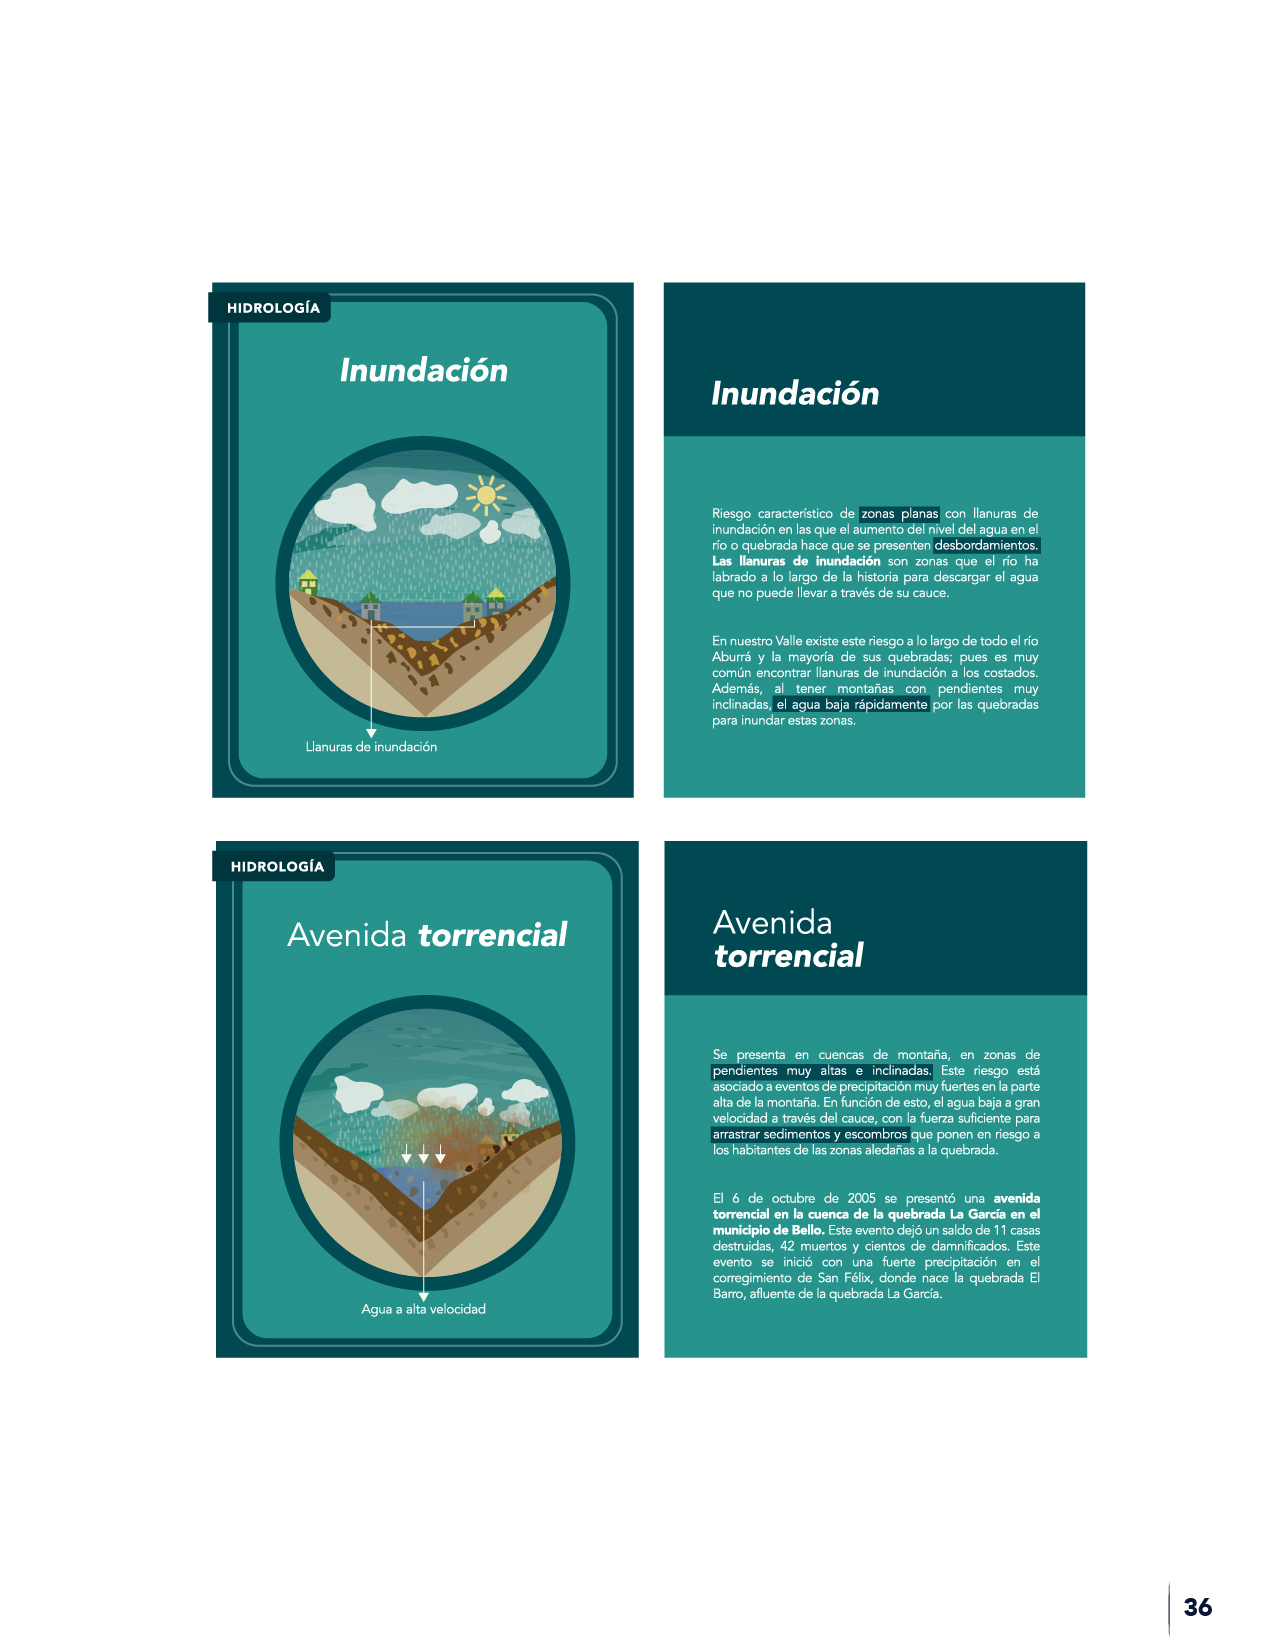 HIDROLOGÍA
Inundación
Llanuras de inundación
Inundación
Riesgo característico de zonas planas con llanuras de
inundación en las que el aumento del nivel del agua en el
río o quebrada hace que se presenten desbordamientos.
Las llanuras de inundación son zonas que el río ha
labrado a lo largo de la historia para descargar el agua
que no puede llevar a través de su cauce.
En nuestro Valle existe este riesgo a lo largo de todo el río
Aburrá y la mayoría de sus quebradas; pues es muy
común encontrar llanuras de inundación a los costados.
Además, al tener montañas con pendientes muy
inclinadas, el agua baja rápidamente por las quebradas
para inundar estas zonas.
HIDROLOGÍA
Avenida torrencial
Agua a alta velocidad
Avenida
torrencial
Se presenta en cuencas de montaña, en zonas de
pendientes muy altas e inclinadas. Este riesgo está
asociado a eventos de precipitación muy fuertes en la parte
alta de la montaña. En función de esto, el agua baja a gran
velocidad a través del cauce, con la fuerza suficiente para
arrastrar sedimentos y escombros que ponen en riesgo a
los habitantes de las zonas aledañas a la quebrada.
El 6 de octubre de 2005 se presentó una avenida
torrencial en la cuenca de la quebrada La García en el
municipio de Bello. Este evento dejó un saldo de 11 casas
destruidas, 42 muertos y cientos de damnificados. Este
evento se inició con una fuerte precipitación en el
corregimiento de San Félix, donde nace la quebrada El
Barro, afluente de la quebrada La García.
36